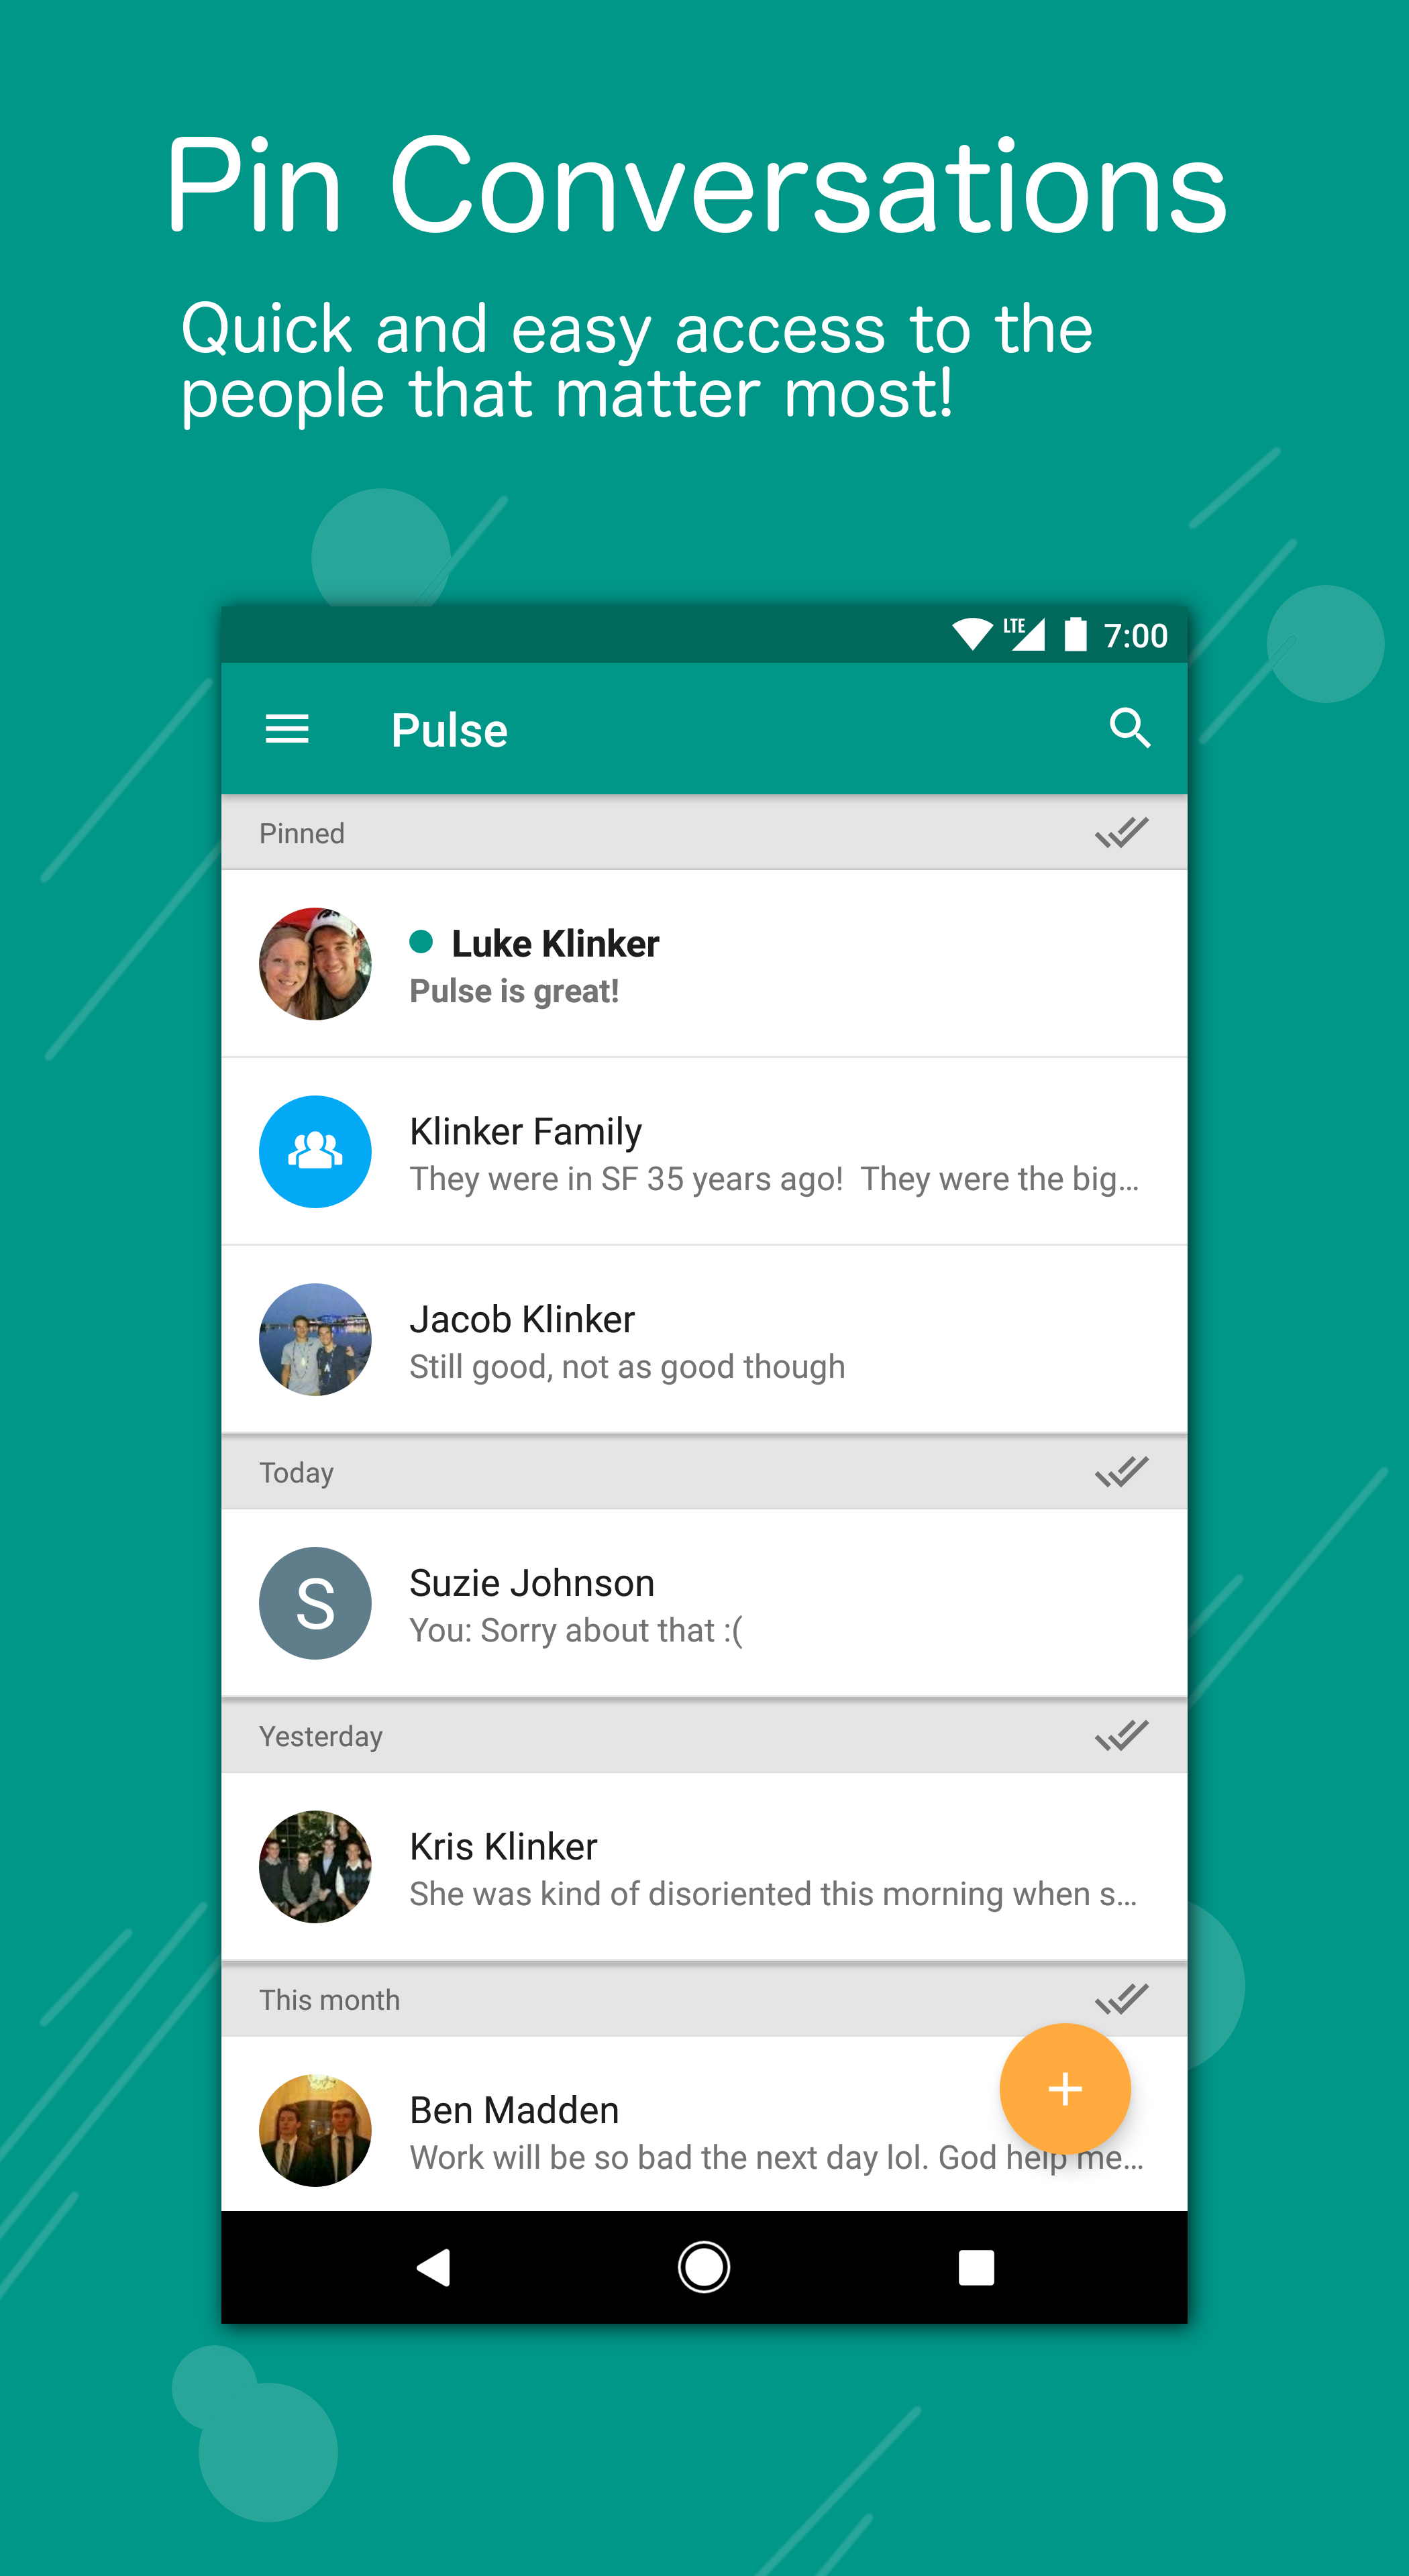 Pin Conversations
Quick and easy access to the
people that matter most!
LTE 7:00
Pulse
Pinned
Luke Klinker
Pulse is great!
Klinker Family
They were in SF 35 years ago!  They were the big…
Jacob Klinker
Still good, not as good though
Today
S
Suzie Johnson
You: Sorry about that :(
Yesterday
Kris Klinker
She was kind of disoriented this morning when s…
This month
Ben Madden
Work will be so bad the next day lol. God help me…